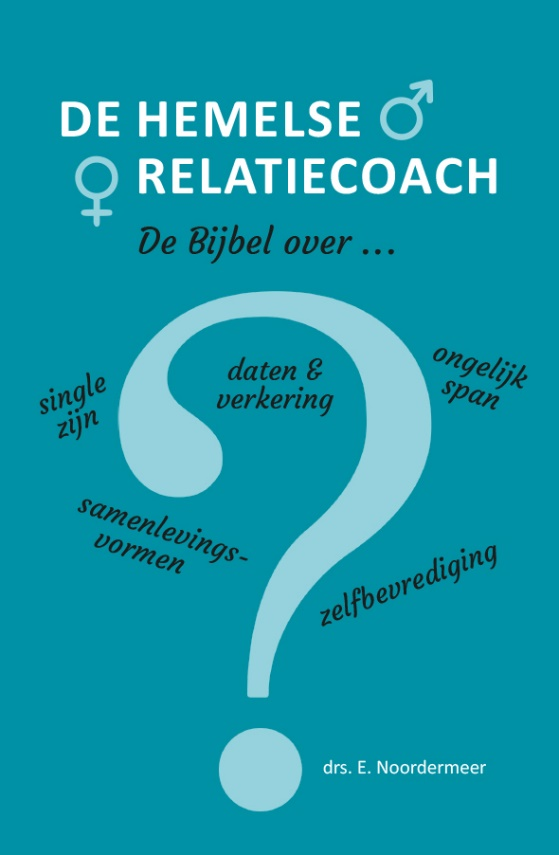 DE HEMELSE
RELATIECOACH
De Bijbel over ...
single
zijn
daten &
verkering
ongelijk
span
samenlevings-
vormen
zelfbevrediging
drs. E. Noordermeer